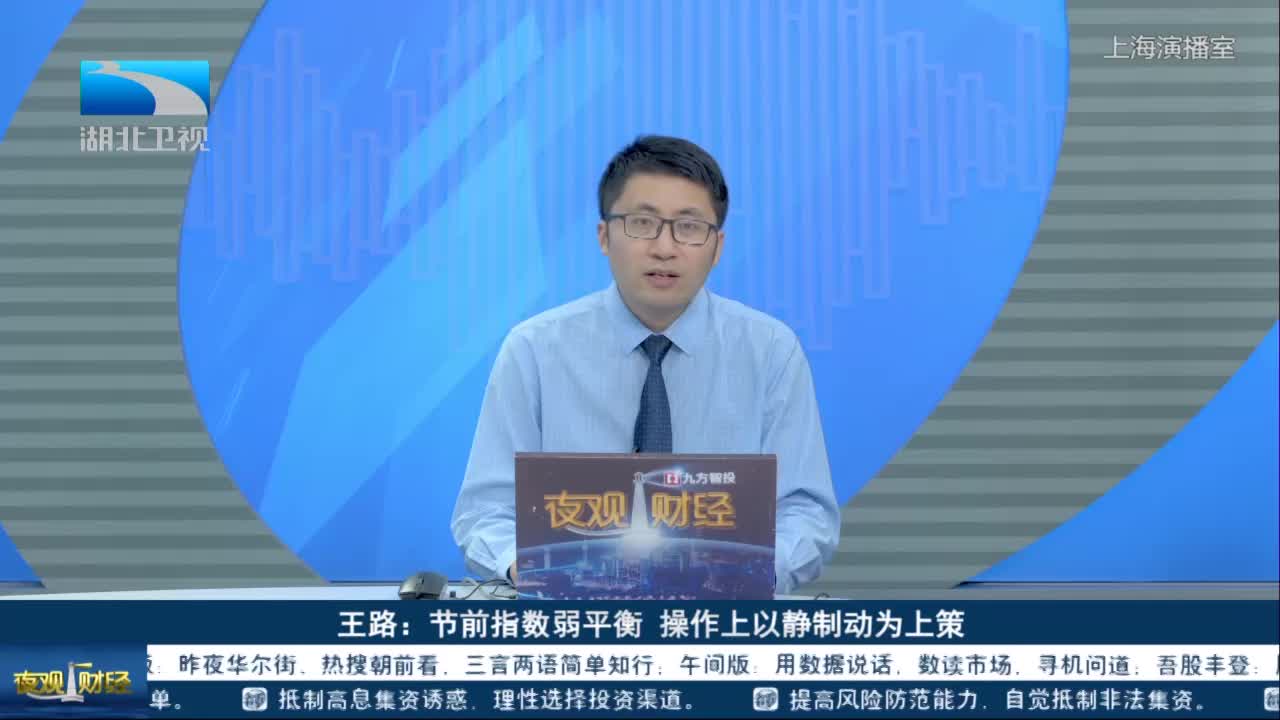 上海演播室
湖北卫视
九方智投
夜观财经
王路：节前指数弱平衡 操作上以静制动为上策
夜观财经
：昨夜华尔街、热搜朝前看，三言两语简单知行；午间版：用数据说话，数读市场，寻机问道；吾股丰登：
单。 抵制高息集资诱惑，理性选择投资渠道。 提高风险防范能力，自觉抵制非法集资。